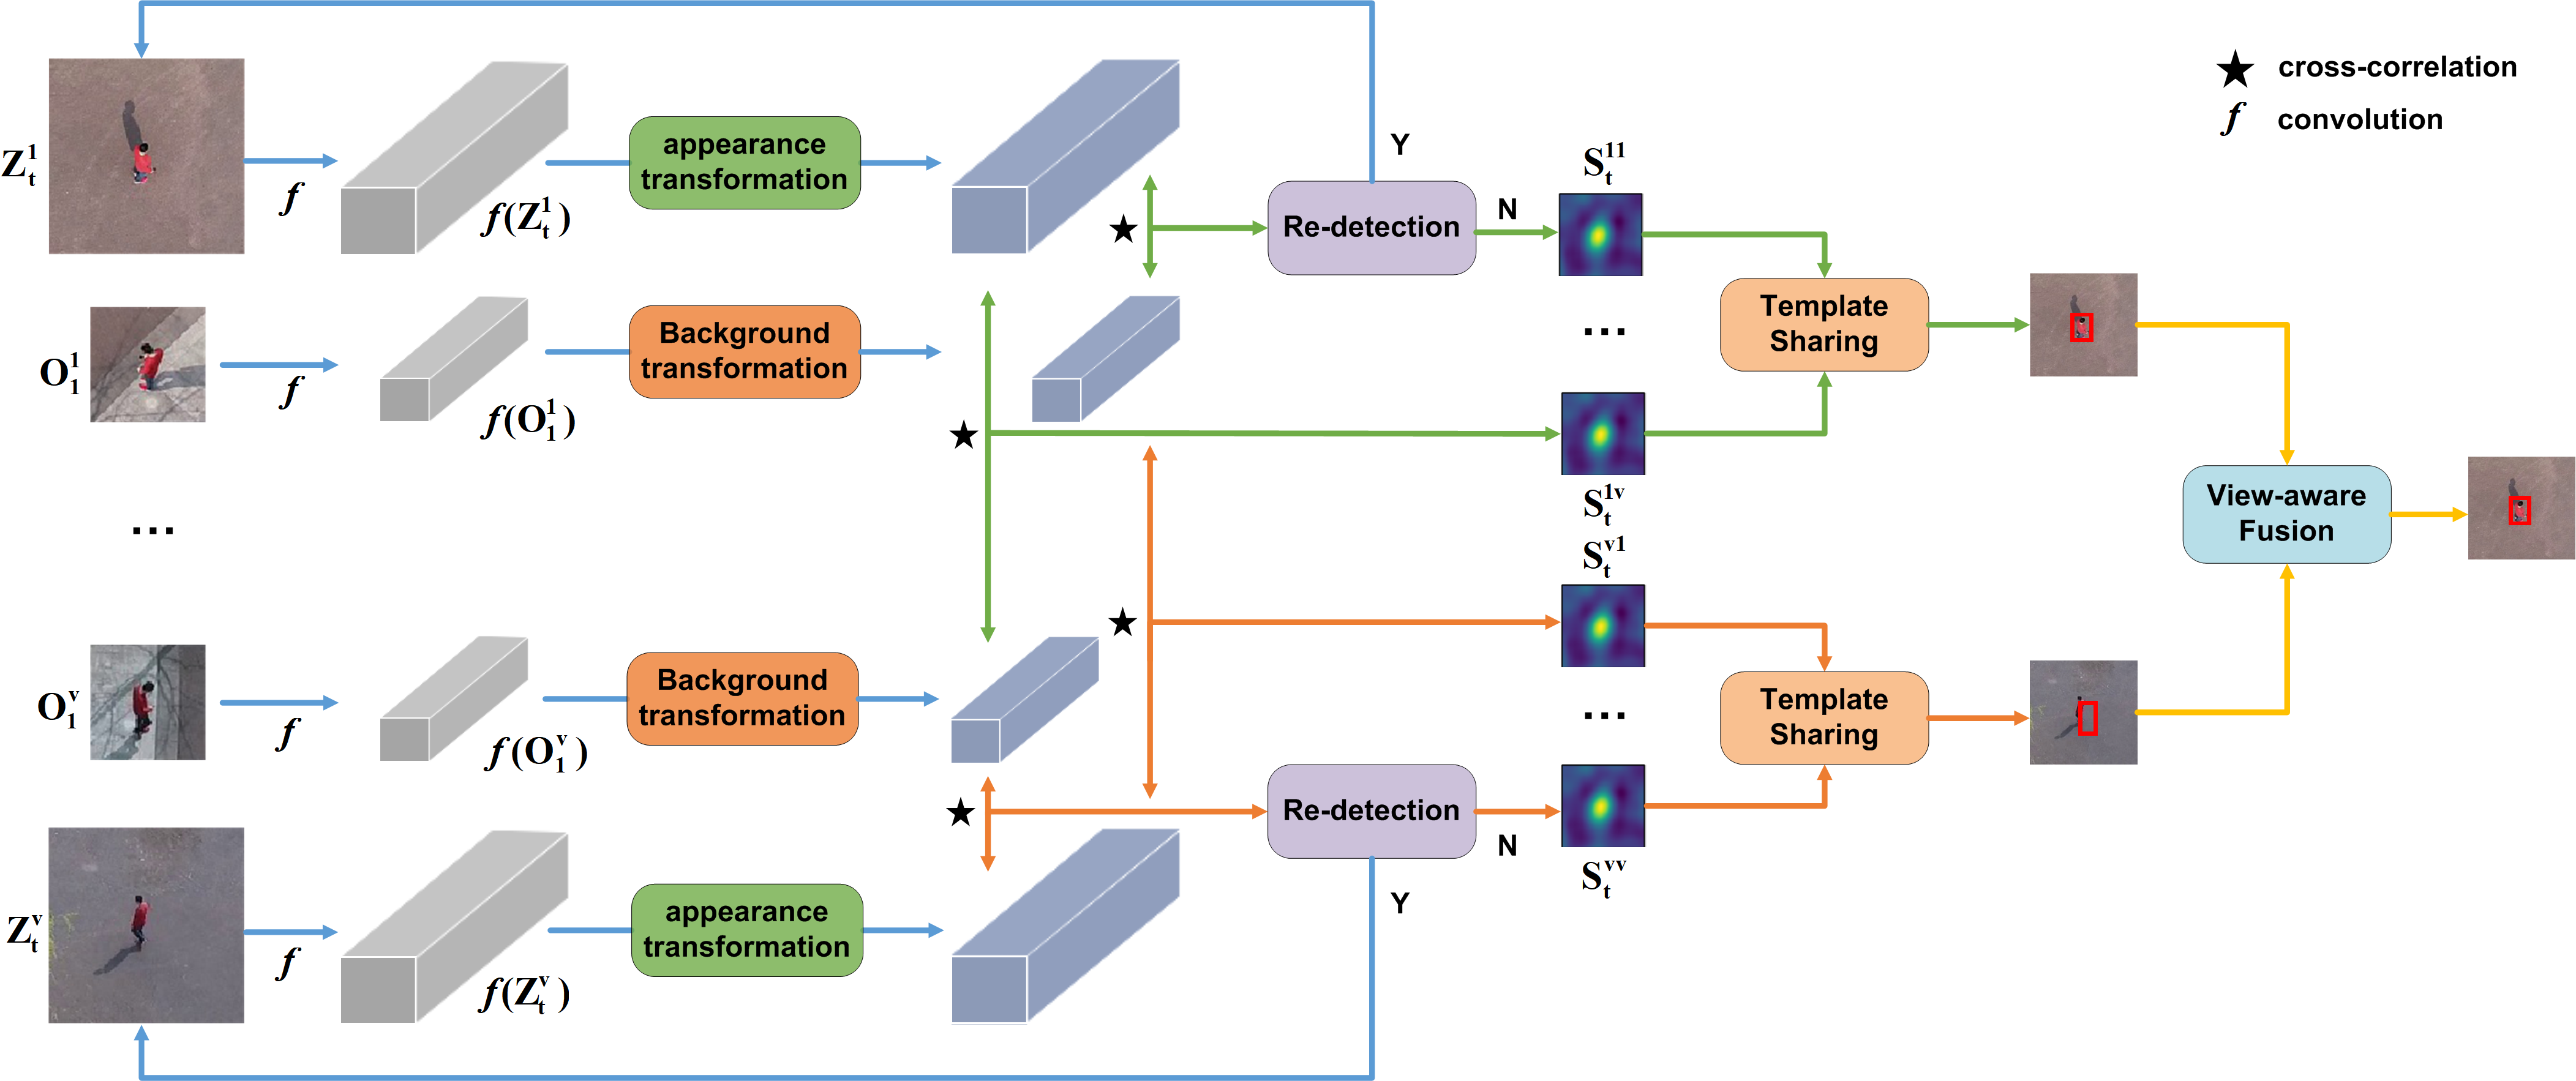 ★ cross-correlation
f convolution
Z_t^1
f
f(Z_t^1)
appearance
transformation
★
Y
Re-detection
N
S_t^11
O_1^1
f
f(O_1^1)
Background
transformation
...
Template
Sharing
★
S_t^1v
...
S_t^v1
View-aware
Fusion
★
O_1^v
f
f(O_1^v)
Background
transformation
...
Template
Sharing
★
Re-detection
N
S_t^vv
Y
Z_t^v
f
f(Z_t^v)
appearance
transformation